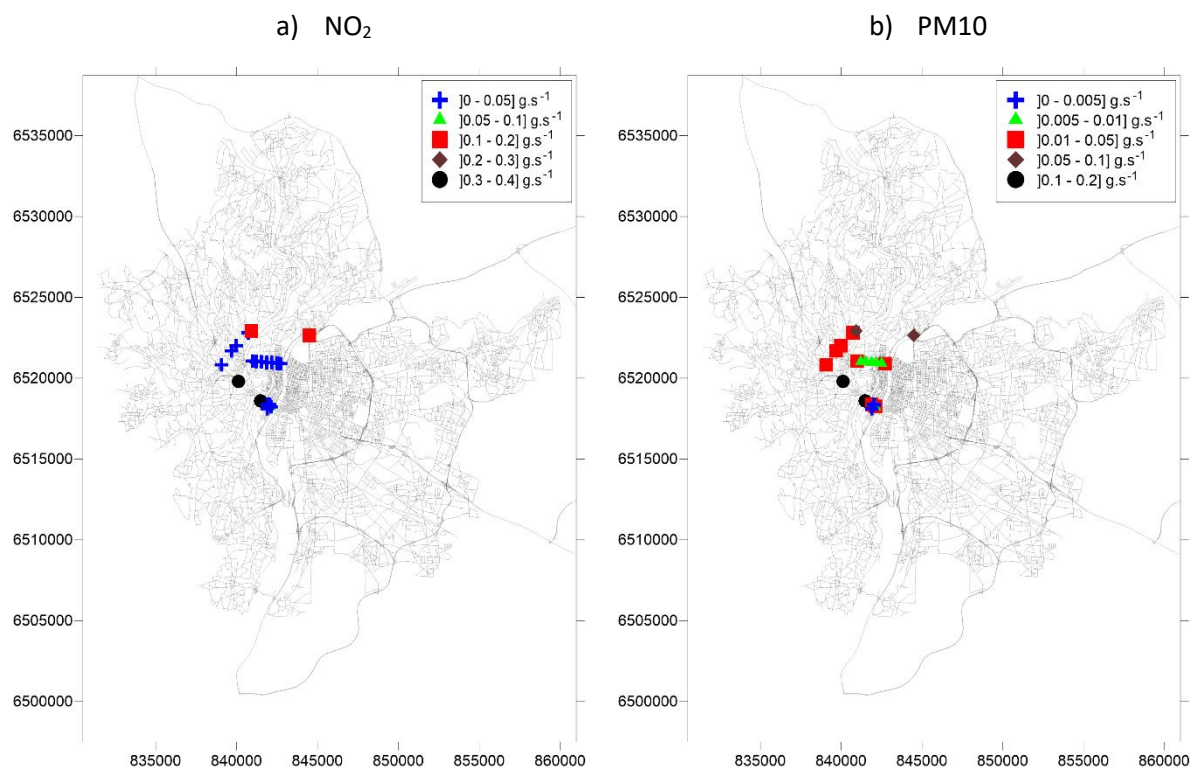 a) NO₂
]0 - 0.05] g.s⁻¹
]0.05 - 0.1] g.s⁻¹
]0.1 - 0.2] g.s⁻¹
]0.2 - 0.3] g.s⁻¹
]0.3 - 0.4] g.s⁻¹
6535000
6530000
6525000
6520000
6515000
6510000
6505000
6500000
835000 840000 845000 850000 855000 860000
b) PM10
]0 - 0.005] g.s⁻¹
]0.005 - 0.01] g.s⁻¹
]0.01 - 0.05] g.s⁻¹
]0.05 - 0.1] g.s⁻¹
]0.1 - 0.2] g.s⁻¹
6535000
6530000
6525000
6520000
6515000
6510000
6505000
6500000
835000 840000 845000 850000 855000 860000